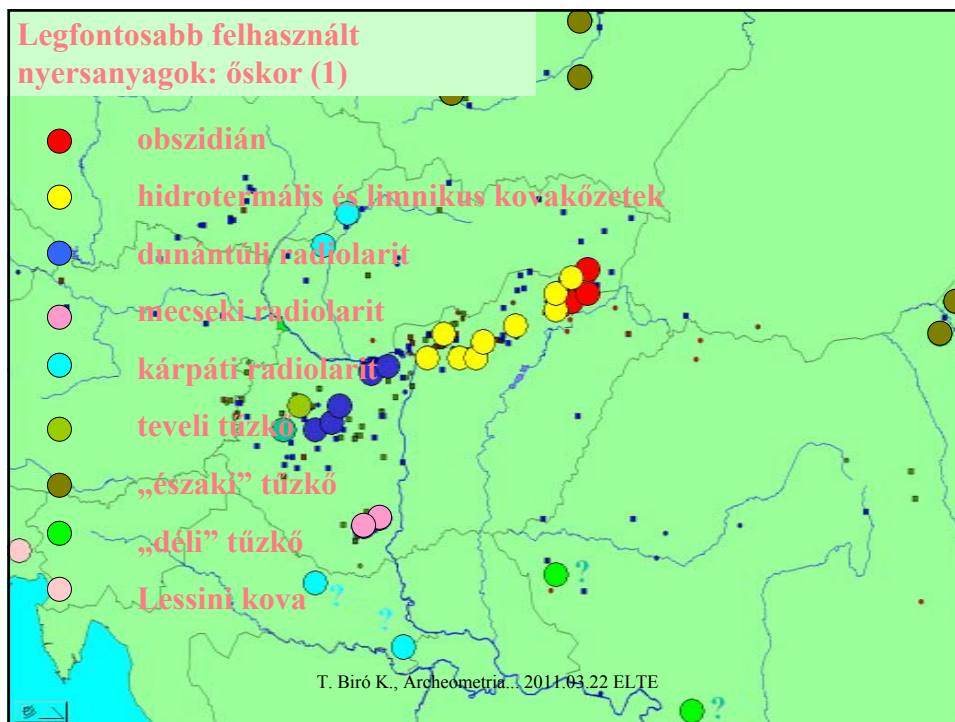 Legfontosabb felhasznált
nyersanyagok: őskor (1)
obszidián
hidrotermális és limnikus kovakőzetek
dunántúli radiolarit
mecseki radiolarit
kárpáti radiolarit
teveli tűzkő
„északi” tűzkő
„déli” tűzkő
Lessini kova
?
?
?
?
T. Biró K., Archeometria... 2011.03.22 ELTE